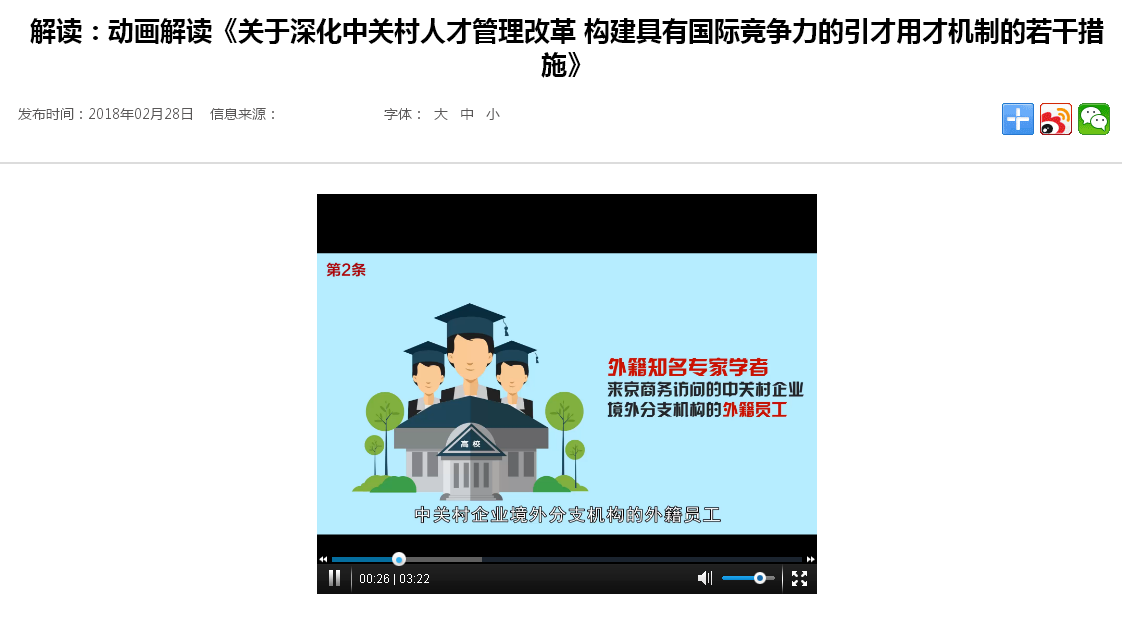 解读：动画解读《关于深化中关村人才管理改革 构建具有国际竞争力的引才用才机制的若干措
施》
发布时间：2018年02月28日 信息来源： 字体： 大 中 小
第2条
外籍知名专家学者
来京商务访问的中关村企业
境外分支机构的外籍员工
高校
中关村企业境外分支机构的外籍员工
00:26 | 03:22